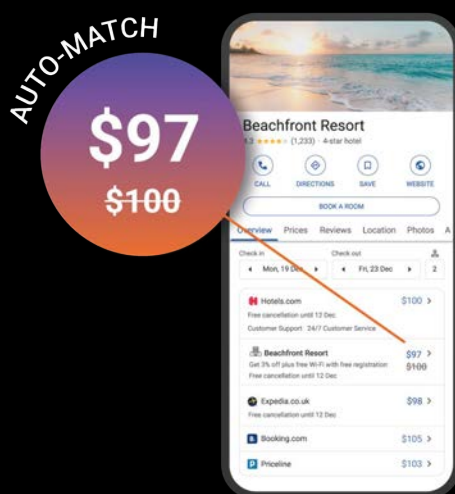 AUTO-MATCH
$97
$100
Beachfront Resort
4.3 (1,233) · 4-star hotel
CALL DIRECTIONS SAVE WEBSITE
BOOK A ROOM
Overview Prices Reviews Location Photos A
Check in Check out
Mon, 19 Dec Fri, 23 Dec 2
Hotels.com $100
Free cancellation until 12 Dec
Customer Support 24/7 Customer Service
Beachfront Resort $97
Get 3% off plus free Wi-Fi with free registration $100
Free cancellation until 12 Dec
Expedia.co.uk $98
Free cancellation until 12 Dec
B Booking.com $105
P Priceline $103